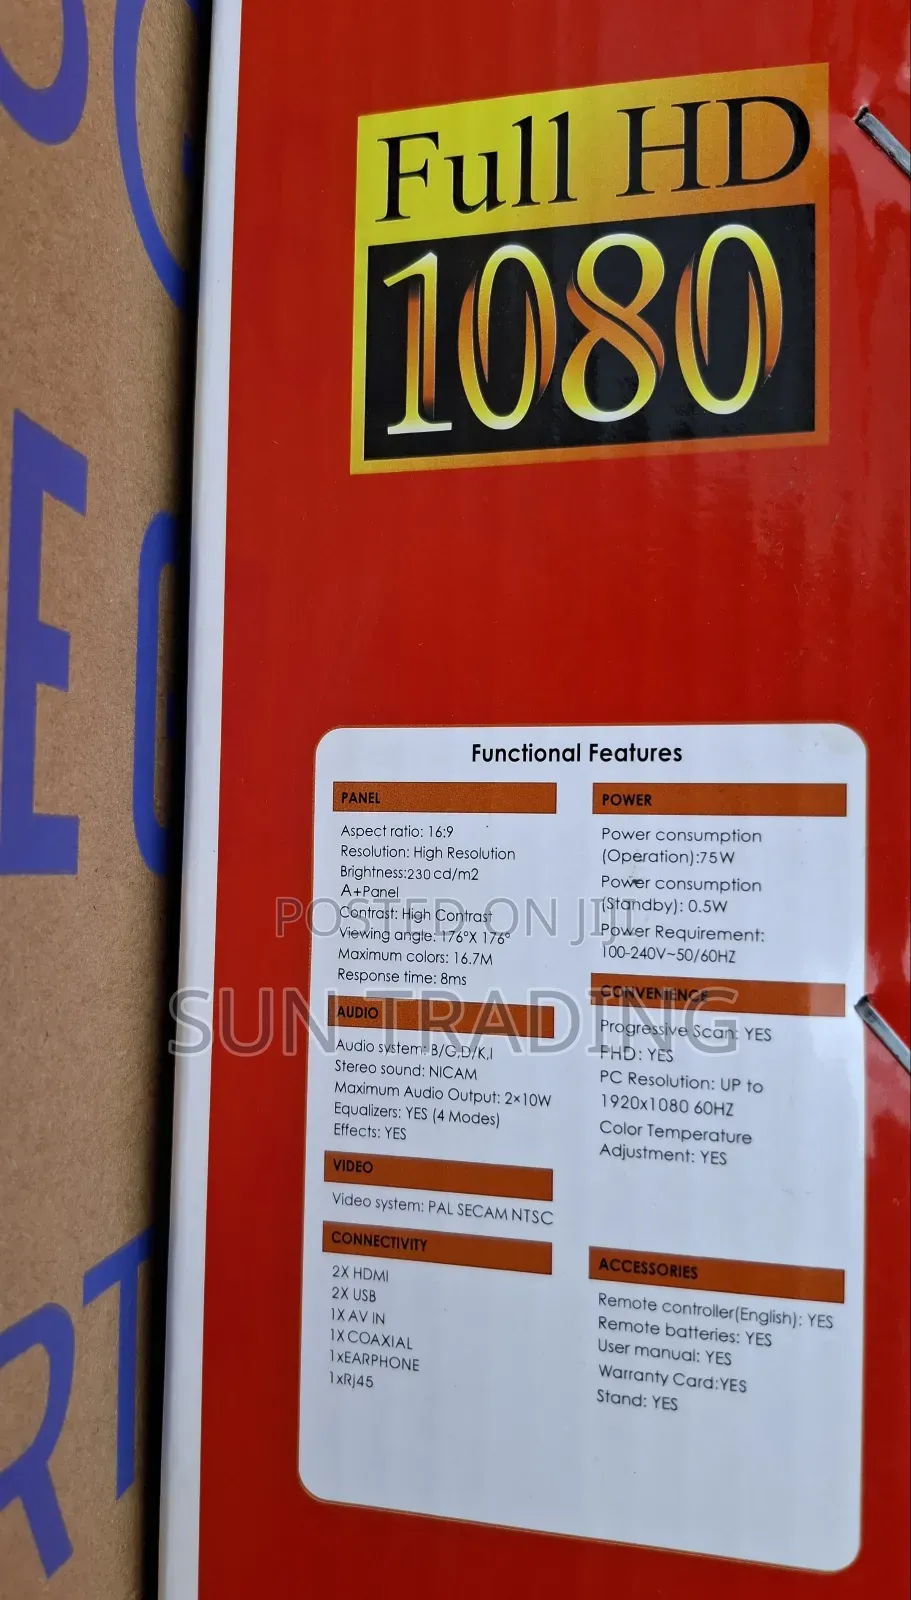 Full HD
1080
Functional Features
PANEL
Aspect ratio: 16:9
Resolution: High Resolution
Brightness:230 cd/m2
A+Panel
Contrast: High Contrast
Viewing angle: 176°X 176°
Maximum colors: 16.7M
Response time: 8ms
AUDIO
Audio system: B/G,D/K,I
Stereo sound: NICAM
Maximum Audio Output: 2×10W
Equalizers: YES (4 Modes)
Effects: YES
VIDEO
Video system: PAL SECAM NTSC
CONNECTIVITY
2X HDMI
2X USB
1X AV IN
1X COAXIAL
1xEARPHONE
1xRj45
POWER
Power consumption
(Operation):75W
Power consumption
(Standby): 0.5W
Power Requirement:
100-240V~50/60HZ
CONVENIENCE
Progressive Scan: YES
FHD: YES
PC Resolution: UP to
1920x1080 60HZ
Color Temperature
Adjustment: YES
ACCESSORIES
Remote controller(English): YES
Remote batteries: YES
User manual: YES
Warranty Card:YES
Stand: YES
POSTED ON JIJI
SUN TRADING